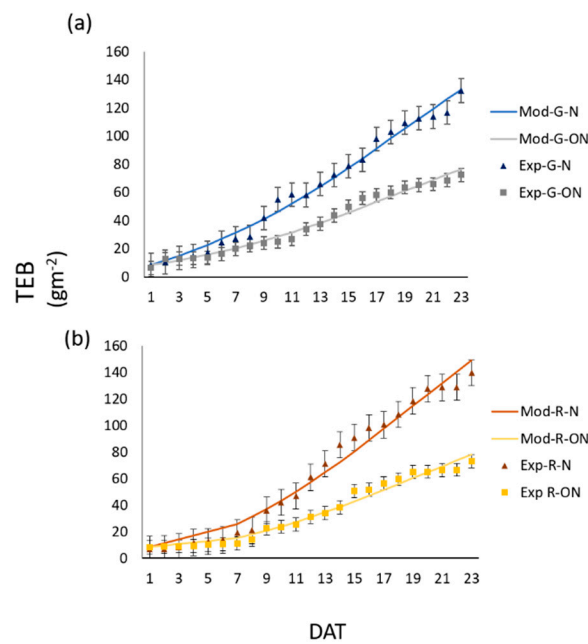 (a)
160
140
120
100
80
60
40
20
0
1 3 5 7 9 11 13 15 17 19 21 23
Mod-G-N
Mod-G-ON
Exp-G-N
Exp-G-ON
TEB
(gm-2)
(b)
160
140
120
100
80
60
40
20
0
1 2 3 4 5 6 7 8 9 10 11 12 13 14 15 16 17 18 19 20 21 22 23
Mod-R-N
Mod-R-ON
Exp-R-N
Exp R-ON
DAT